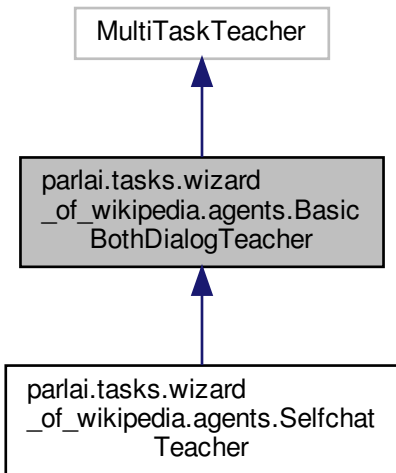 MultiTaskTeacher
parlai.tasks.wizard
_of_wikipedia.agents.Basic
BothDialogTeacher
parlai.tasks.wizard
_of_wikipedia.agents.Selfchat
Teacher